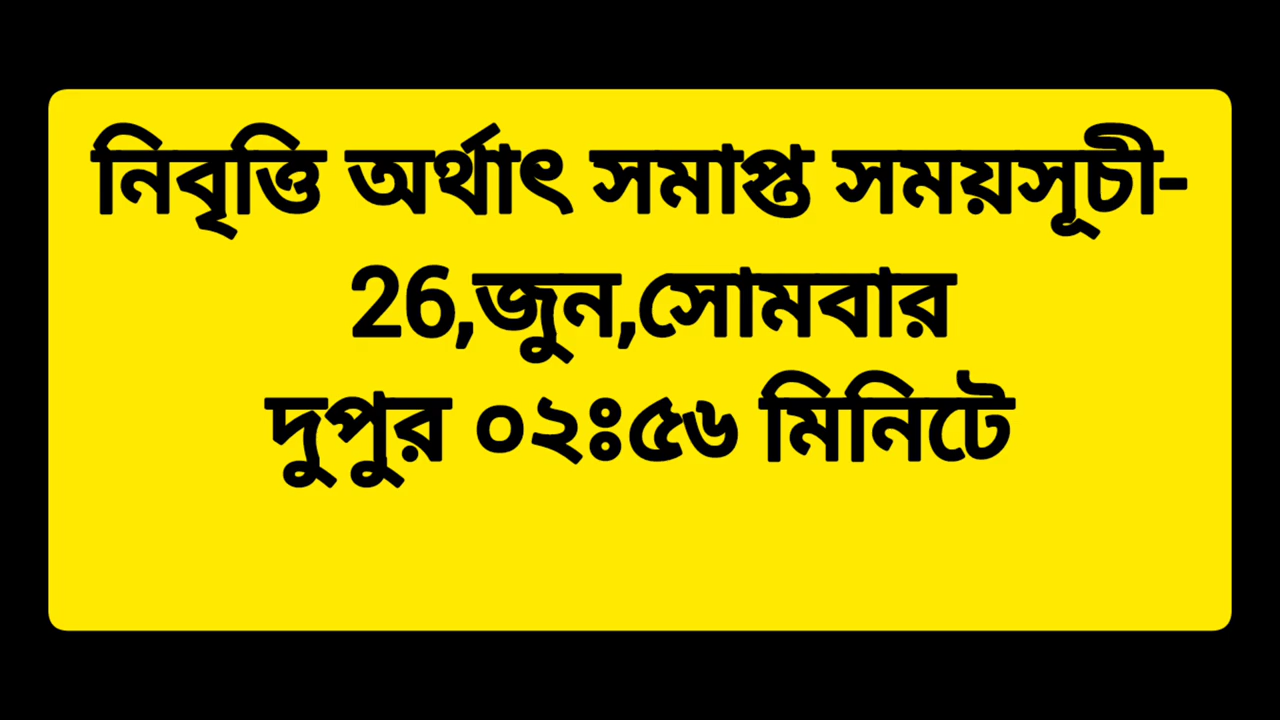 নিবৃত্তি অর্থাৎ সমাপ্ত সময়সূচী-
26,জুন,সোমবার
দুপুর ০২ঃ৫৬ মিনিটে